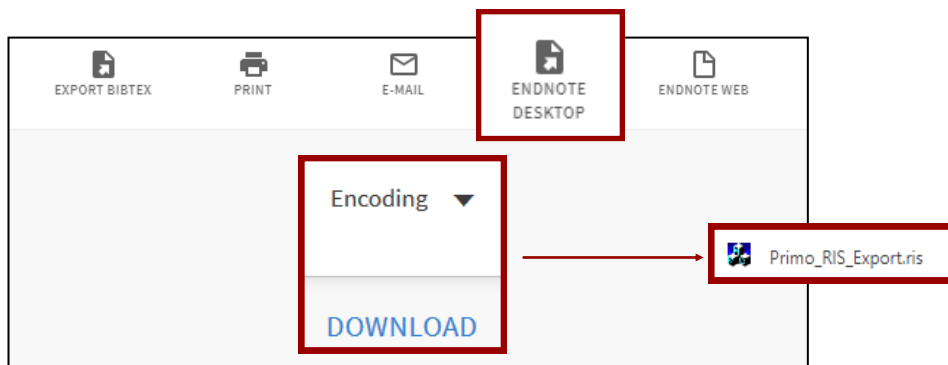 EXPORT BIBTEX
PRINT
E-MAIL
ENDNOTE
DESKTOP
ENDNOTE WEB
Encoding
Primo_RIS_Export.ris
DOWNLOAD